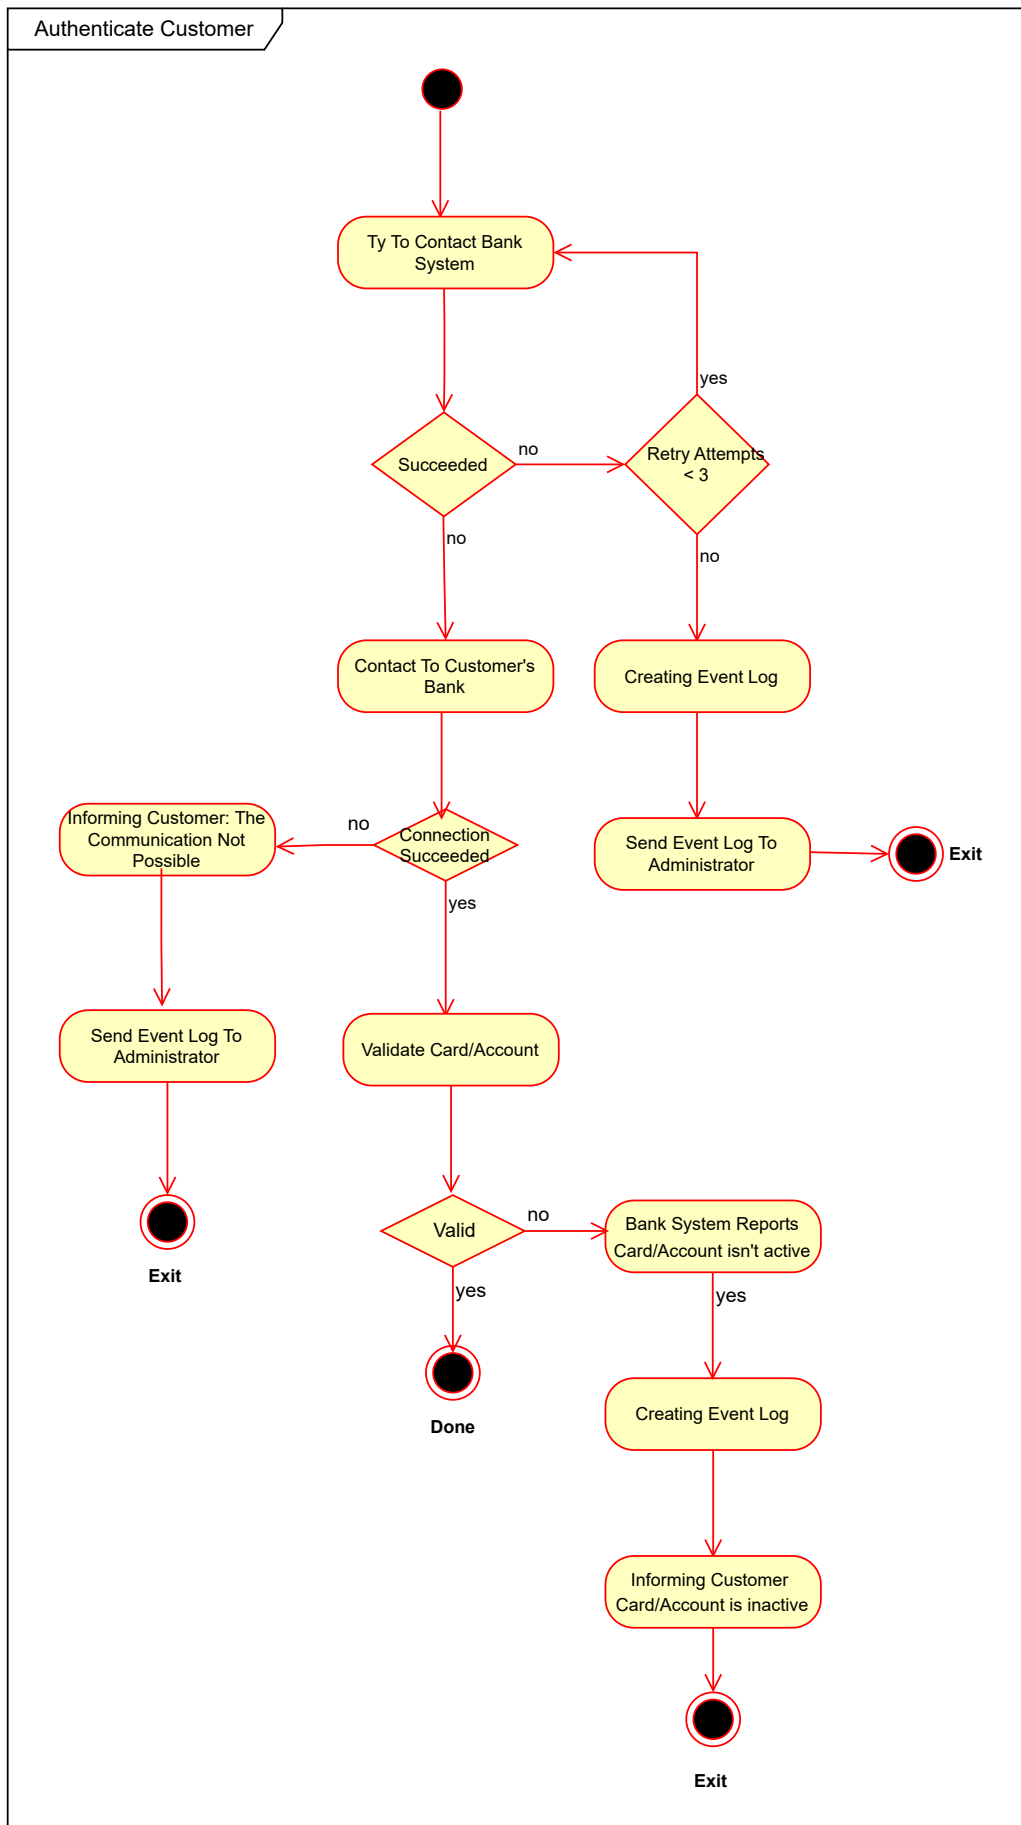 Authenticate Customer
Ty To Contact Bank
System
yes
Succeeded
no
Retry Attempts
< 3
no
no
Contact To Customer's
Bank
Creating Event Log
Informing Customer: The
Communication Not
Possible
no
Connection
Succeeded
Send Event Log To
Administrator
Exit
yes
Send Event Log To
Administrator
Validate Card/Account
Exit
Valid
no
Bank System Reports
Card/Account isn't active
yes
yes
Done
Creating Event Log
Informing Customer
Card/Account is inactive
Exit